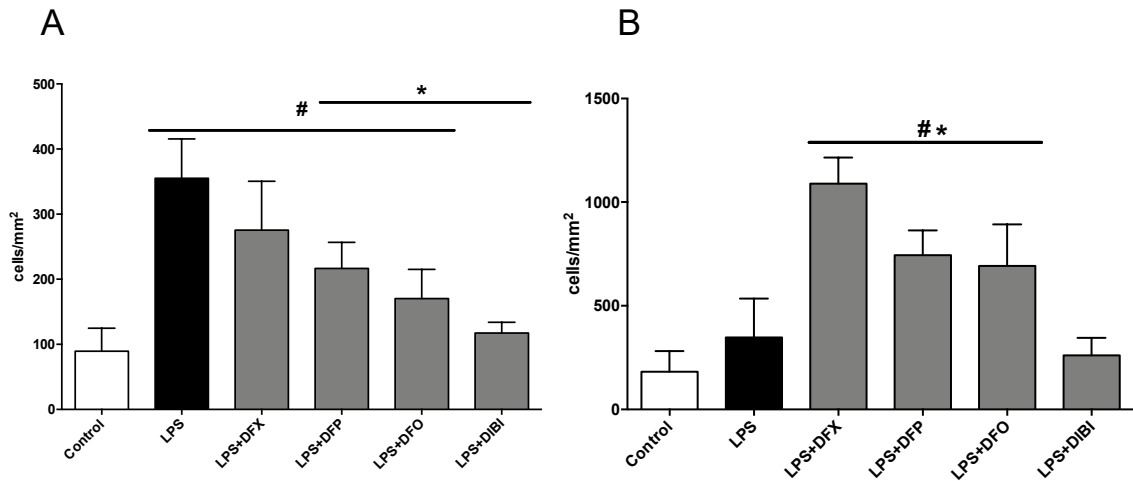 A
B
500
400
300
200
100
0
cells/mm²
*
#
Control
LPS
LPS+DFX
LPS+DFP
LPS+DFO
LPS+DIBI
1500
1000
500
0
cells/mm²
# *
Control
LPS
LPS+DFX
LPS+DFP
LPS+DFO
LPS+DIBI